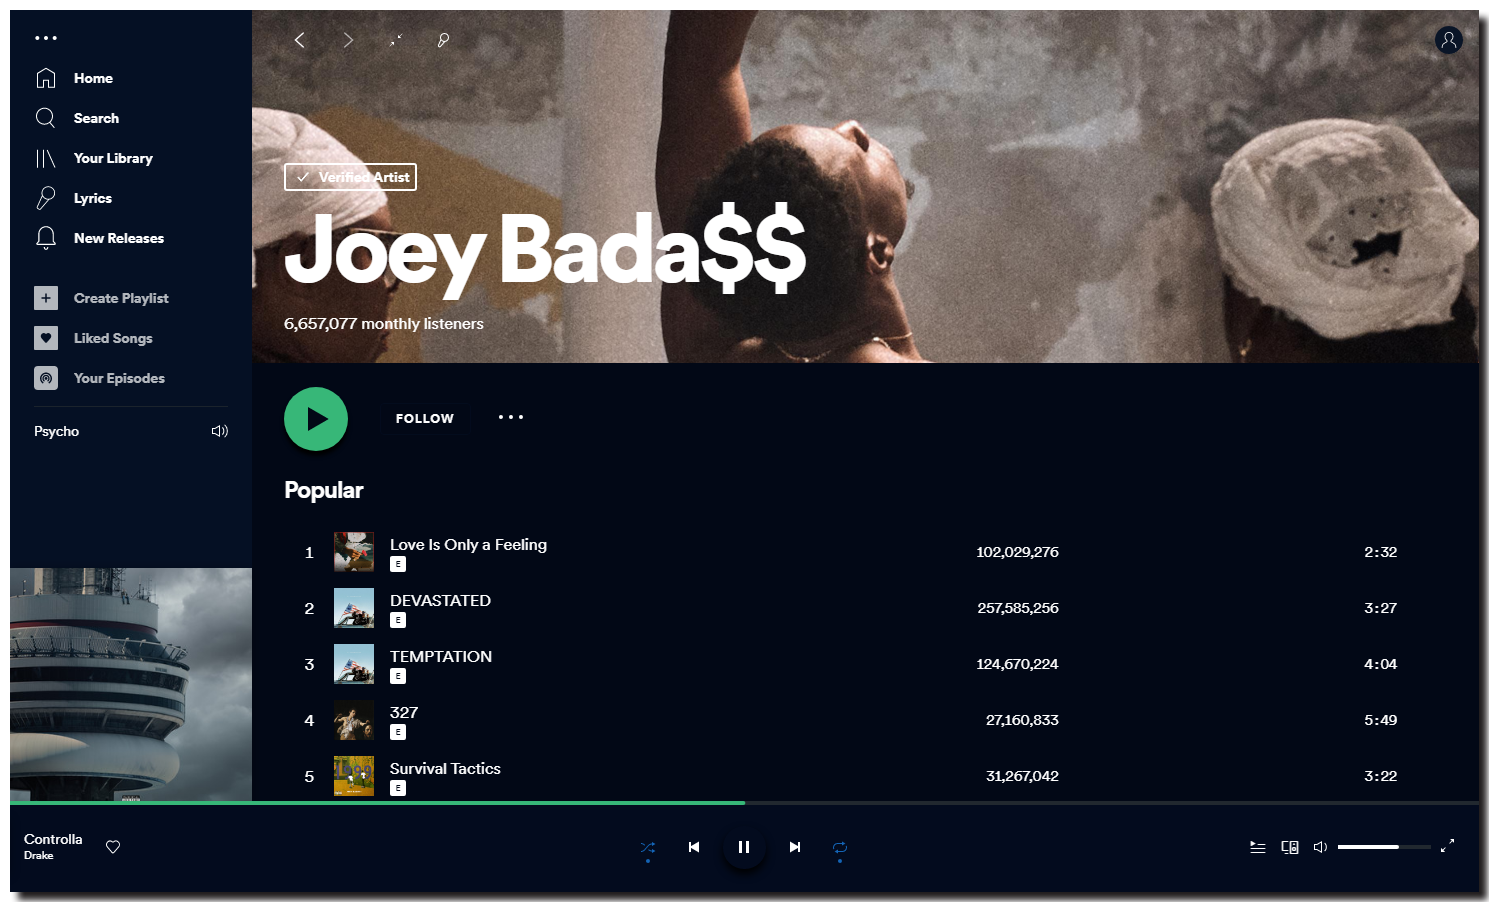 Home
Search
Your Library
Lyrics
New Releases
Create Playlist
Liked Songs
Your Episodes
Psycho
Verified Artist
Joey Bada$$
6,657,077 monthly listeners
FOLLOW
Popular
1 Love Is Only a Feeling 102,029,276 2:32
E
2 DEVASTATED 257,585,256 3:27
E
3 TEMPTATION 124,670,224 4:04
E
4 327 27,160,833 5:49
E
5 Survival Tactics 31,267,042 3:22
E
Controlla
Drake